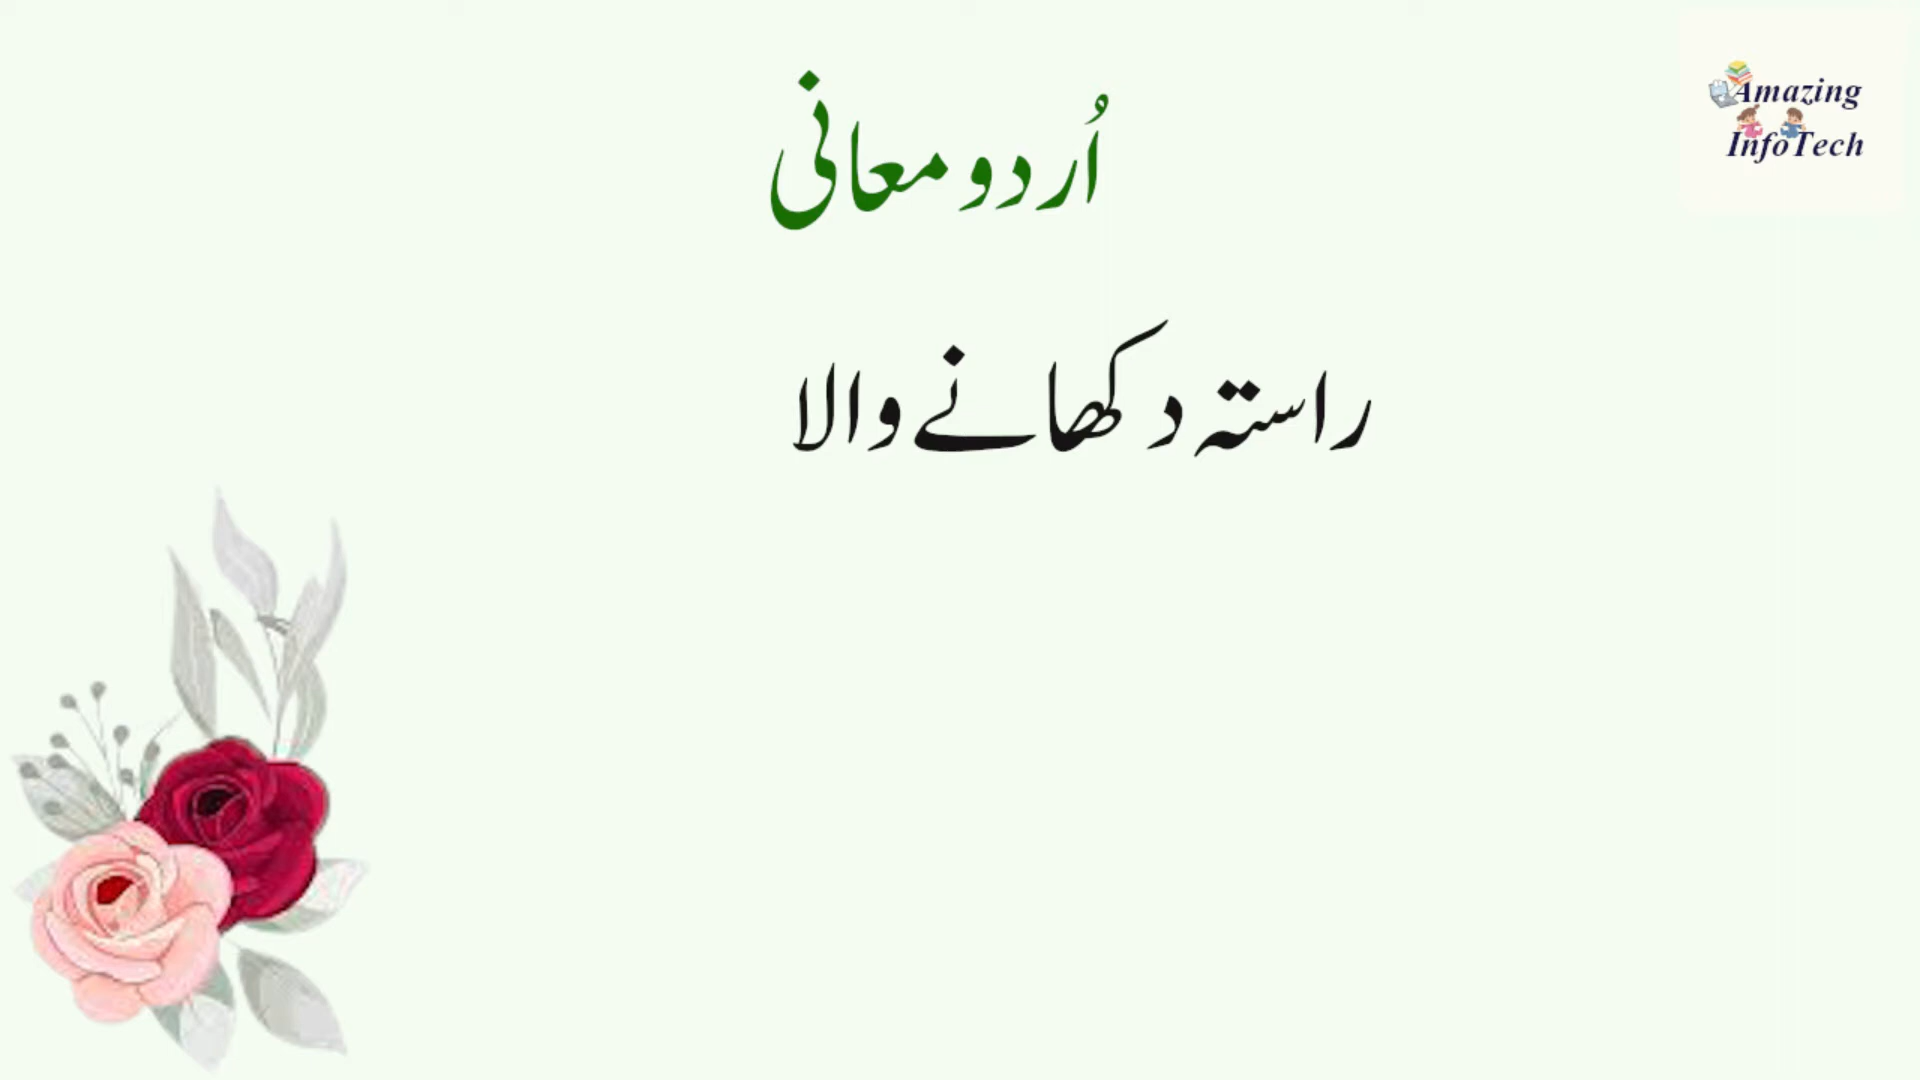 اُردو معانی
Amazing
InfoTech
راستہ دکھانے والا